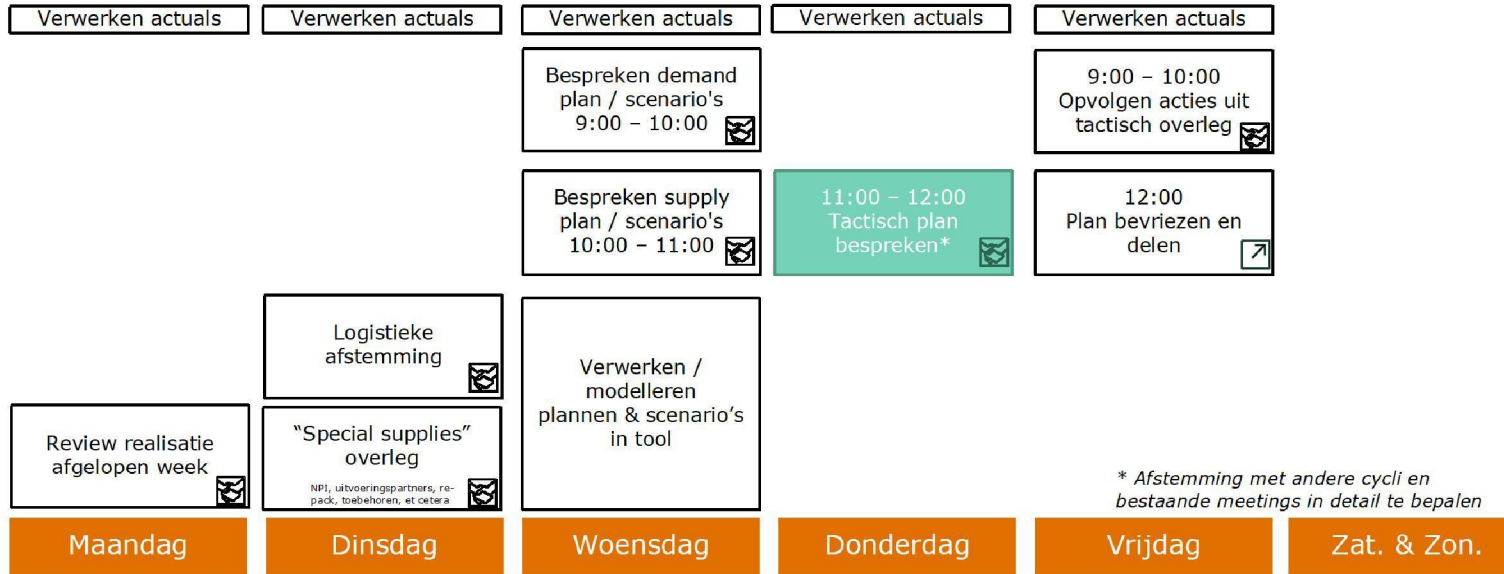 Verwerken actuals
Verwerken actuals
Verwerken actuals
Verwerken actuals
Verwerken actuals
Bespreken demand
plan / scenario's
9:00 – 10:00
9:00 – 10:00
Opvolgen acties uit
tactisch overleg
Bespreken supply
plan / scenario's
10:00 – 11:00
11:00 – 12:00
Tactisch plan
bespreken*
12:00
Plan bevriezen en
delen
Logistieke
afstemming
Verwerken /
modelleren
plannen & scenario’s
in tool
Review realisatie
afgelopen week
“Special supplies”
overleg
NPI, uitvoeringspartners, re-
pack, toebehoren, et cetera
* Afstemming met andere cycli en
bestaande meetings in detail te bepalen
Maandag
Dinsdag
Woensdag
Donderdag
Vrijdag
Zat. & Zon.